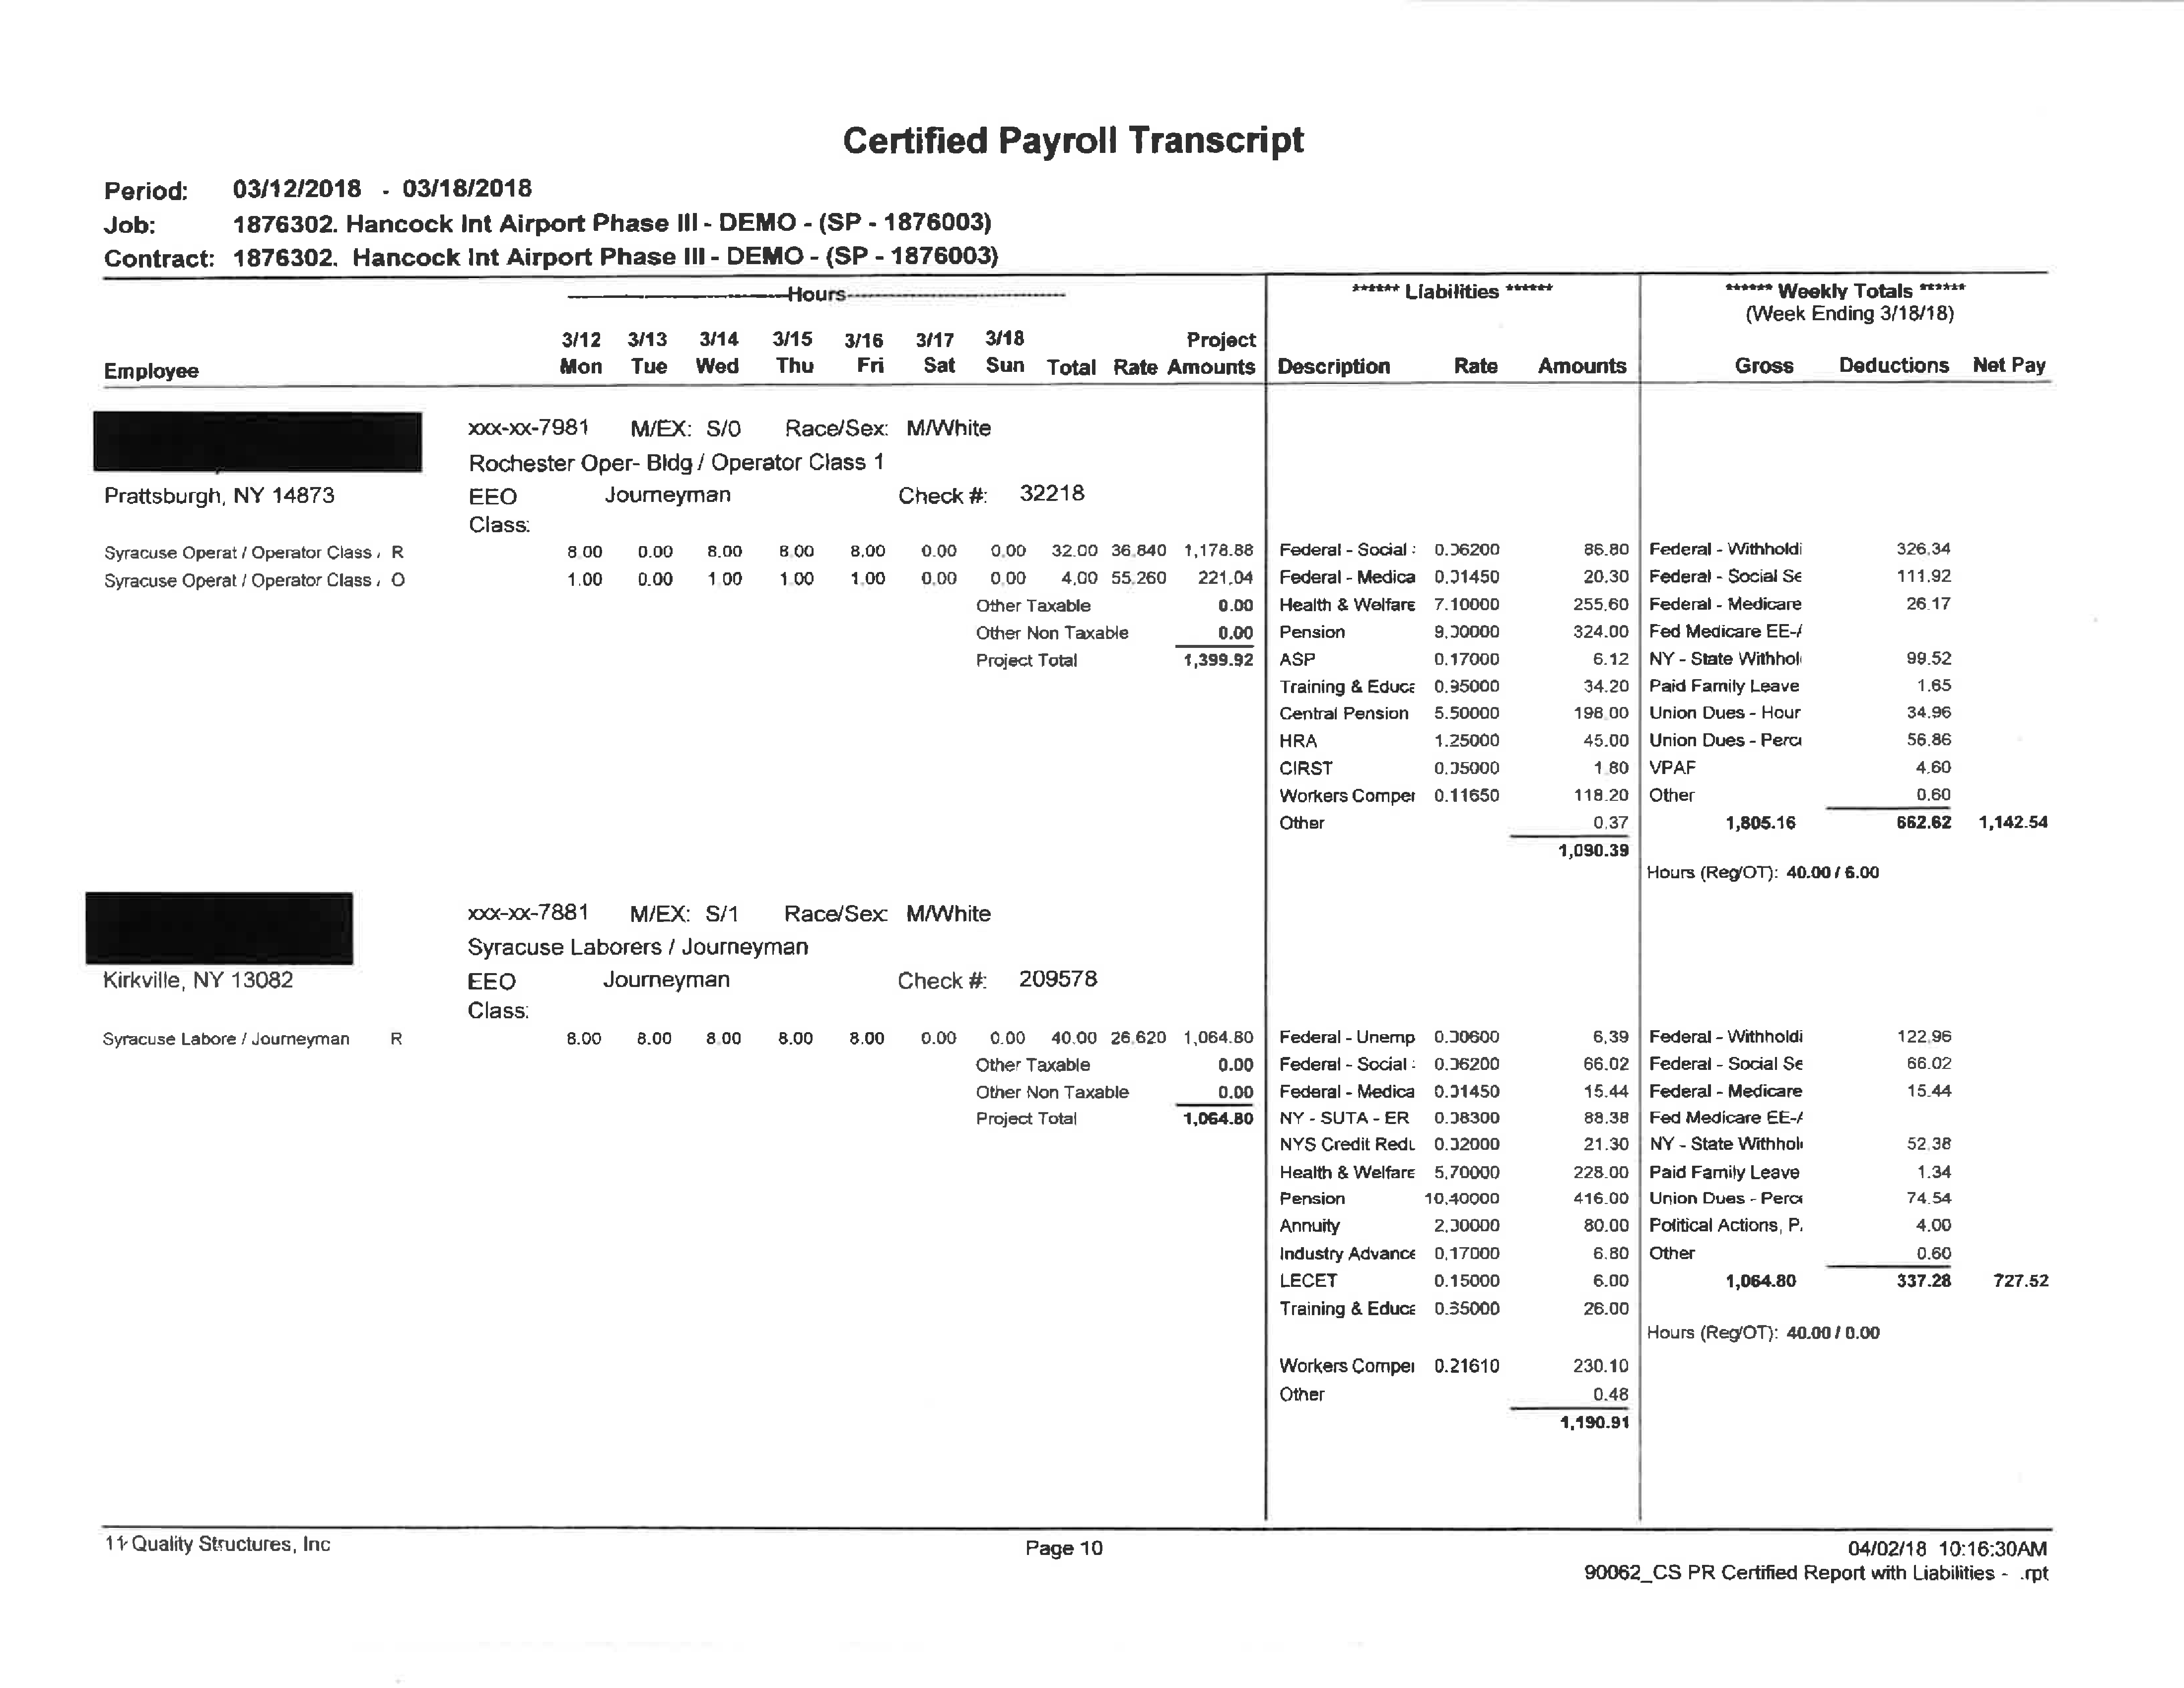 Certified Payroll Transcript
Period: 03/12/2018 - 03/18/2018
Job: 1876302. Hancock Int Airport Phase III - DEMO - (SP - 1876003)
Contract: 1876302. Hancock Int Airport Phase III - DEMO - (SP - 1876003)
Hours ****** Liabilities ****** ****** Weekly Totals ******
(Week Ending 3/18/18)
3/12 3/13 3/14 3/15 3/16 3/17 3/18 Project
Employee Mon Tue Wed Thu Fri Sat Sun Total Rate Amounts Description Rate Amounts Gross Deductions Net Pay
xxx-xx-7981 M/EX: S/0 Race/Sex: M/White
Rochester Oper- Bldg / Operator Class 1
Prattsburgh, NY 14873 EEO Journeyman Check #: 32218
Class:
Syracuse Operat / Operator Class R 8.00 0.00 8.00 8.00 8.00 0.00 0.00 32.00 36.840 1,178.88 Federal - Social : 0.06200 86.80 Federal - Withholdi 326.34
Syracuse Operat / Operator Class O 1.00 0.00 1.00 1.00 1.00 0.00 0.00 4.00 55.260 221.04 Federal - Medica 0.01450 20.30 Federal - Social Se 111.92
Other Taxable 0.00 Health & Welfare 7.10000 255.60 Federal - Medicare 26.17
Other Non Taxable 0.00 Pension 9.00000 324.00 Fed Medicare EE-/
Project Total 1,399.92 ASP 0.17000 6.12 NY - State Withhol 99.52
Training & Educa 0.95000 34.20 Paid Family Leave 1.65
Central Pension 5.50000 198.00 Union Dues - Hour 34.96
HRA 1.25000 45.00 Union Dues - Perc 56.86
CIRST 0.05000 1.80 VPAF 4.60
Workers Comper 0.11650 118.20 Other 0.60
Other 0.37 1,805.16 662.62 1,142.54
1,090.39
Hours (Reg/OT): 40.00 / 6.00
xxx-xx-7881 M/EX: S/1 Race/Sex: M/White
Syracuse Laborers / Journeyman
Kirkville, NY 13082 EEO Journeyman Check #: 209578
Class:
Syracuse Labore / Journeyman R 8.00 8.00 8.00 8.00 8.00 0.00 0.00 40.00 26.620 1,064.80 Federal - Unemp 0.00600 6.39 Federal - Withholdi 122.96
Other Taxable 0.00 Federal - Social : 0.06200 66.02 Federal - Social Se 66.02
Other Non Taxable 0.00 Federal - Medica 0.01450 15.44 Federal - Medicare 15.44
Project Total 1,064.80 NY - SUTA - ER 0.08300 88.38 Fed Medicare EE-/
NYS Credit Redu 0.02000 21.30 NY - State Withhol 52.38
Health & Welfare 5.70000 228.00 Paid Family Leave 1.34
Pension 10.40000 416.00 Union Dues - Perc 74.54
Annuity 2.00000 80.00 Political Actions, P. 4.00
Industry Advance 0.17000 6.80 Other 0.60
LECET 0.15000 6.00 1,064.80 337.28 727.52
Training & Educa 0.65000 26.00
Hours (Reg/OT): 40.00 / 0.00
Workers Comper 0.21610 230.10
Other 0.48
1,190.91
11- Quality Structures, Inc Page 10 04/02/18 10:16:30AM
90062_CS PR Certified Report with Liabilities - .rpt